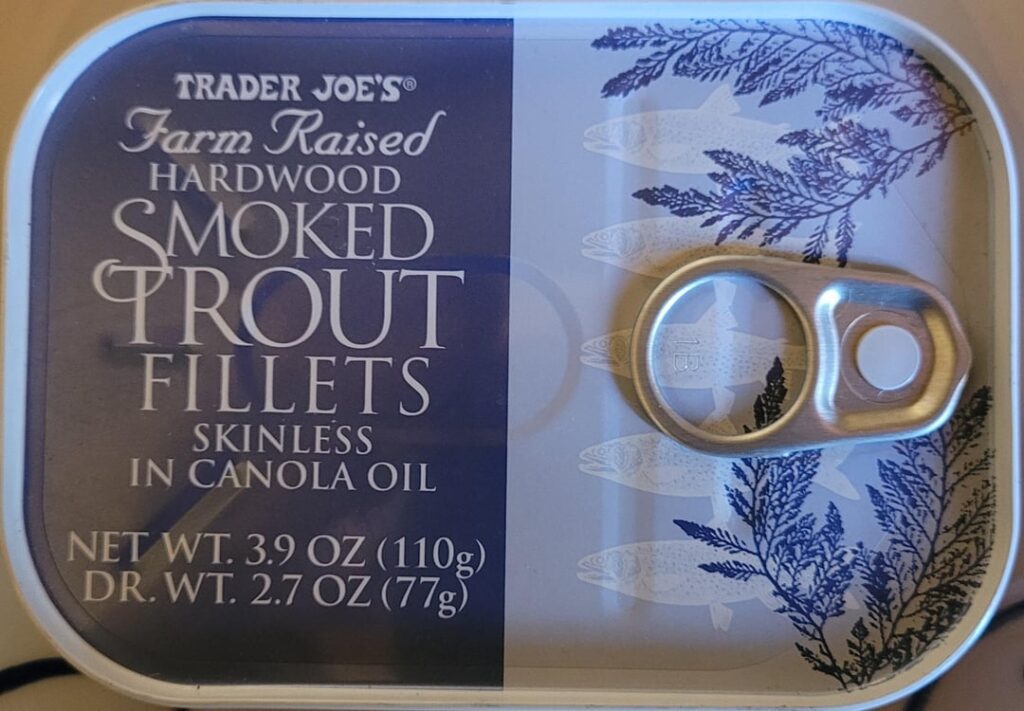 TRADER JOE'S®
Farm Raised
HARDWOOD
SMOKED
TROUT
FILLETS
SKINLESS
IN CANOLA OIL
NET WT. 3.9 OZ (110g)
DR. WT. 2.7 OZ (77g)
1B